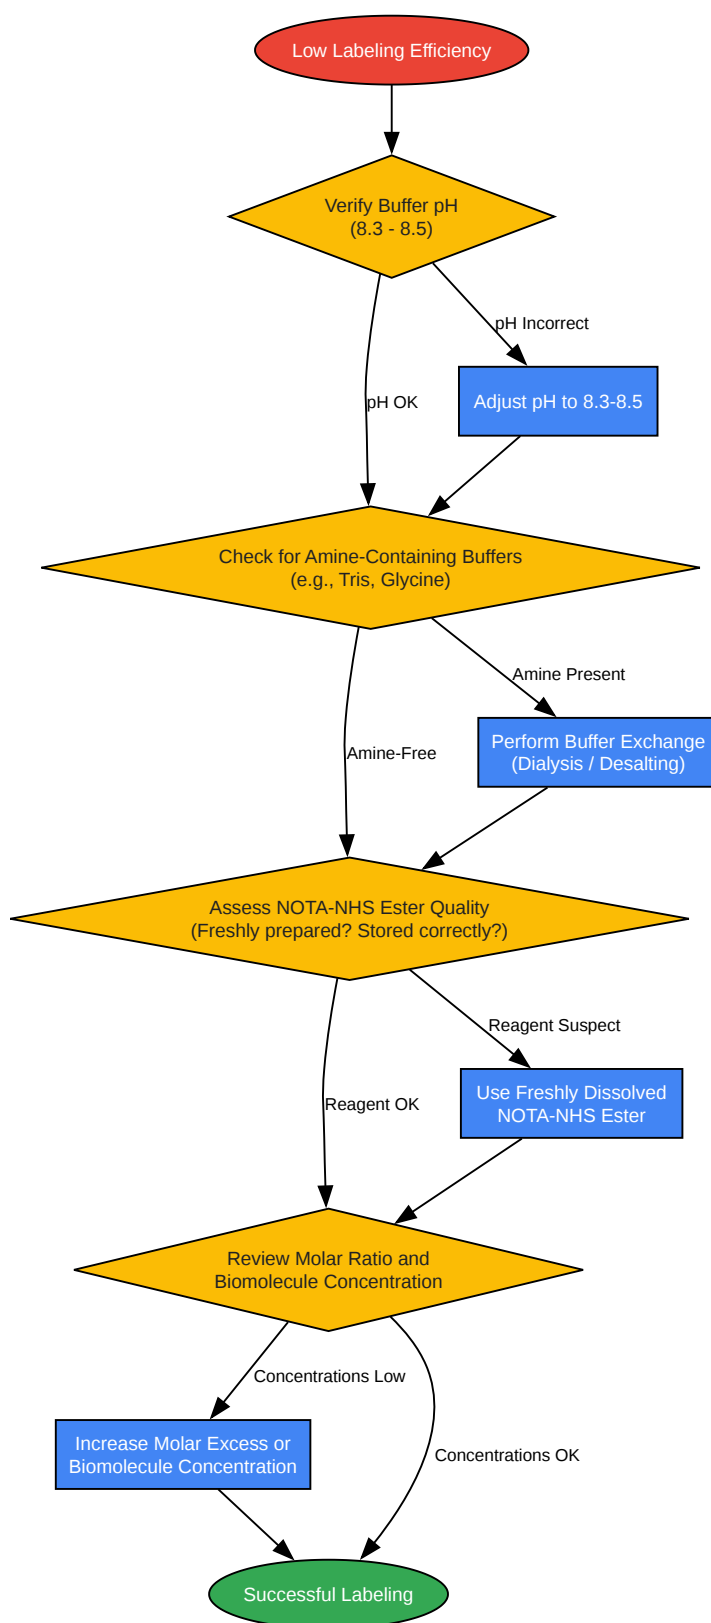 Low Labeling Efficiency
Verify Buffer pH
(8.3 - 8.5)
pH Incorrect
pH OK
Adjust pH to 8.3-8.5
Check for Amine-Containing Buffers
(e.g., Tris, Glycine)
Amine Present
Amine-Free
Perform Buffer Exchange
(Dialysis / Desalting)
Assess NOTA-NHS Ester Quality
(Freshly prepared? Stored correctly?)
Reagent Suspect
Reagent OK
Use Freshly Dissolved
NOTA-NHS Ester
Review Molar Ratio and
Biomolecule Concentration
Concentrations Low
Concentrations OK
Increase Molar Excess or
Biomolecule Concentration
Successful Labeling